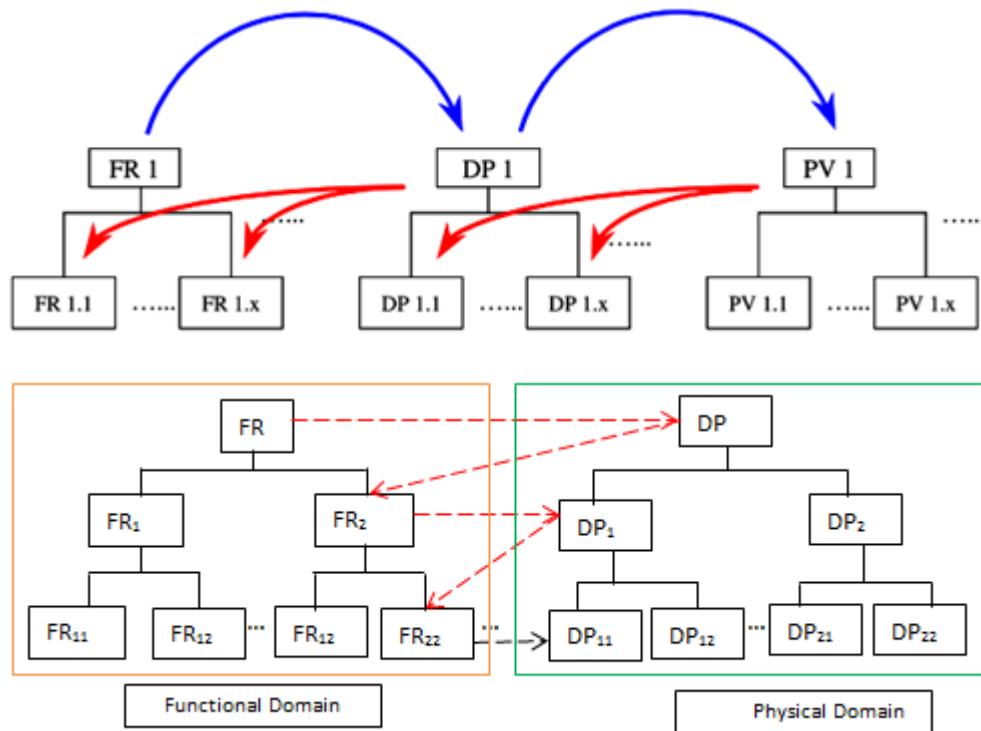 FR 1 DP 1 PV 1
....... ....... .......
FR 1.1 ....... FR 1.x DP 1.1 ....... DP 1.x PV 1.1 ....... PV 1.x
FR DP
FR₁ FR₂ DP₁ DP₂
FR₁₁ FR₁₂ ... FR₁₂ FR₂₂ ... DP₁₁ DP₁₂ ... DP₂₁ DP₂₂
Functional Domain Physical Domain